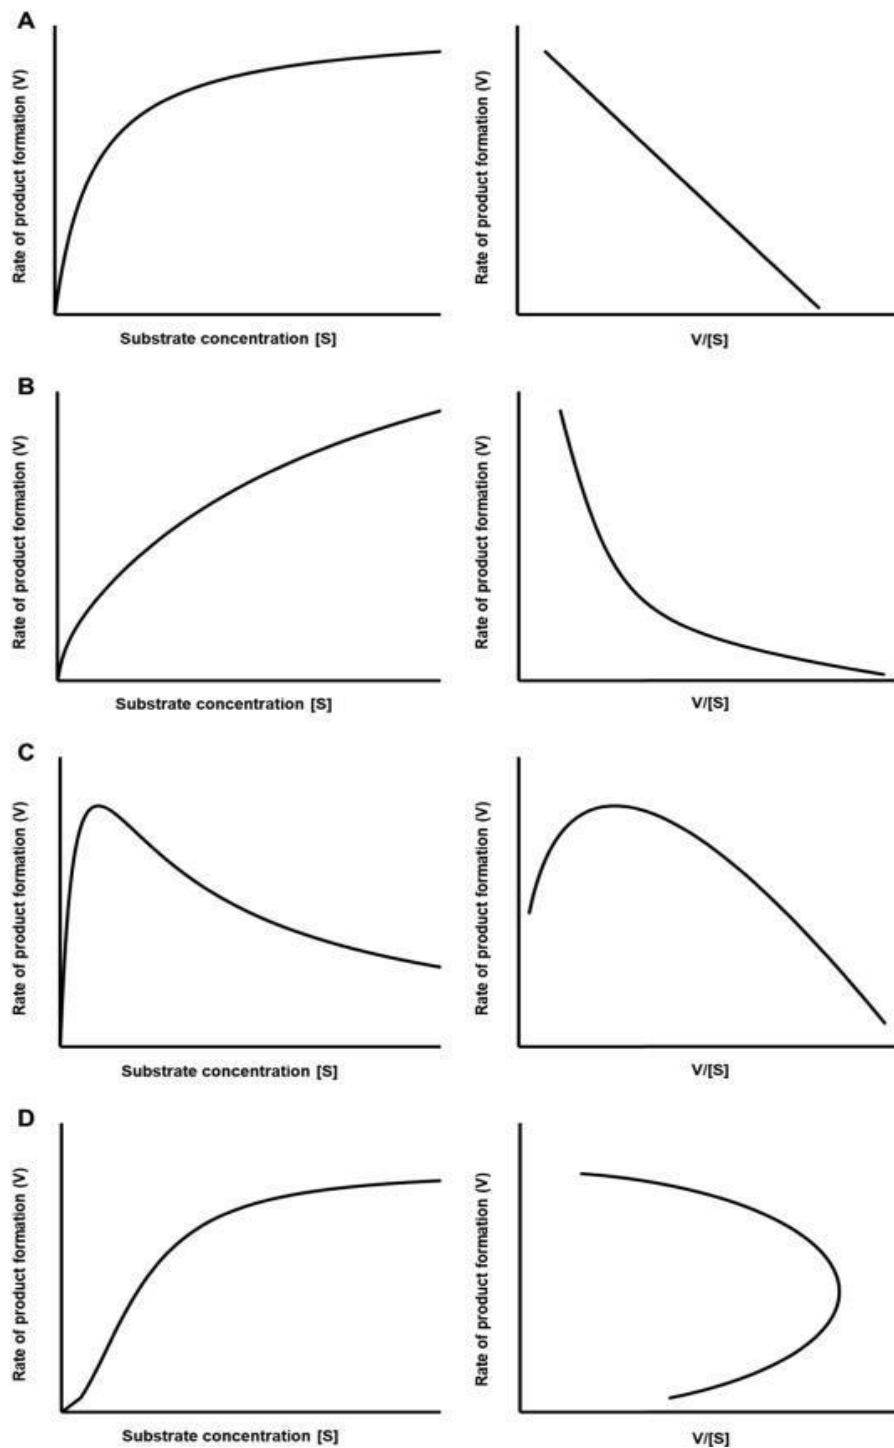 A
Rate of product formation (V)
Substrate concentration [S]
Rate of product formation (V)
V/[S]
B
Rate of product formation (V)
Substrate concentration [S]
Rate of product formation (V)
V/[S]
C
Rate of product formation (V)
Substrate concentration [S]
Rate of product formation (V)
V/[S]
D
Rate of product formation (V)
Substrate concentration [S]
Rate of product formation (V)
V/[S]